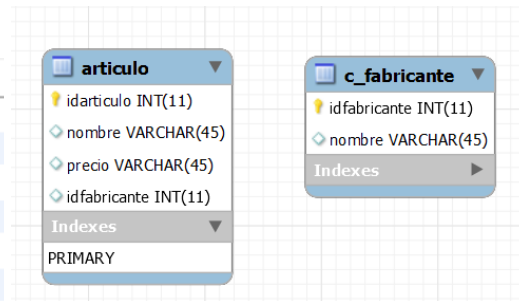 articulo
idarticulo INT(11)
nombre VARCHAR(45)
precio VARCHAR(45)
idfabricante INT(11)
Indexes
PRIMARY
c_fabricante
idfabricante INT(11)
nombre VARCHAR(45)
Indexes